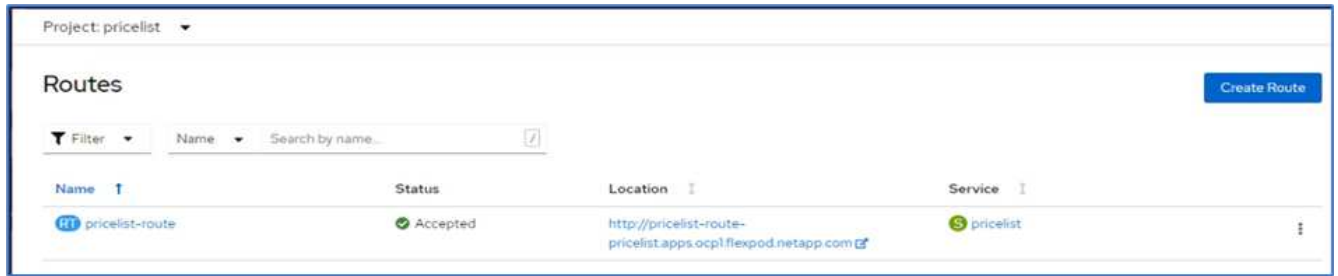 Project: pricelist
Routes
Create Route
Filter Name Search by name... /
Name Status Location Service
RT pricelist-route Accepted http://pricelist-route- S pricelist
pricelist.apps.ocp1.flexpod.netapp.com